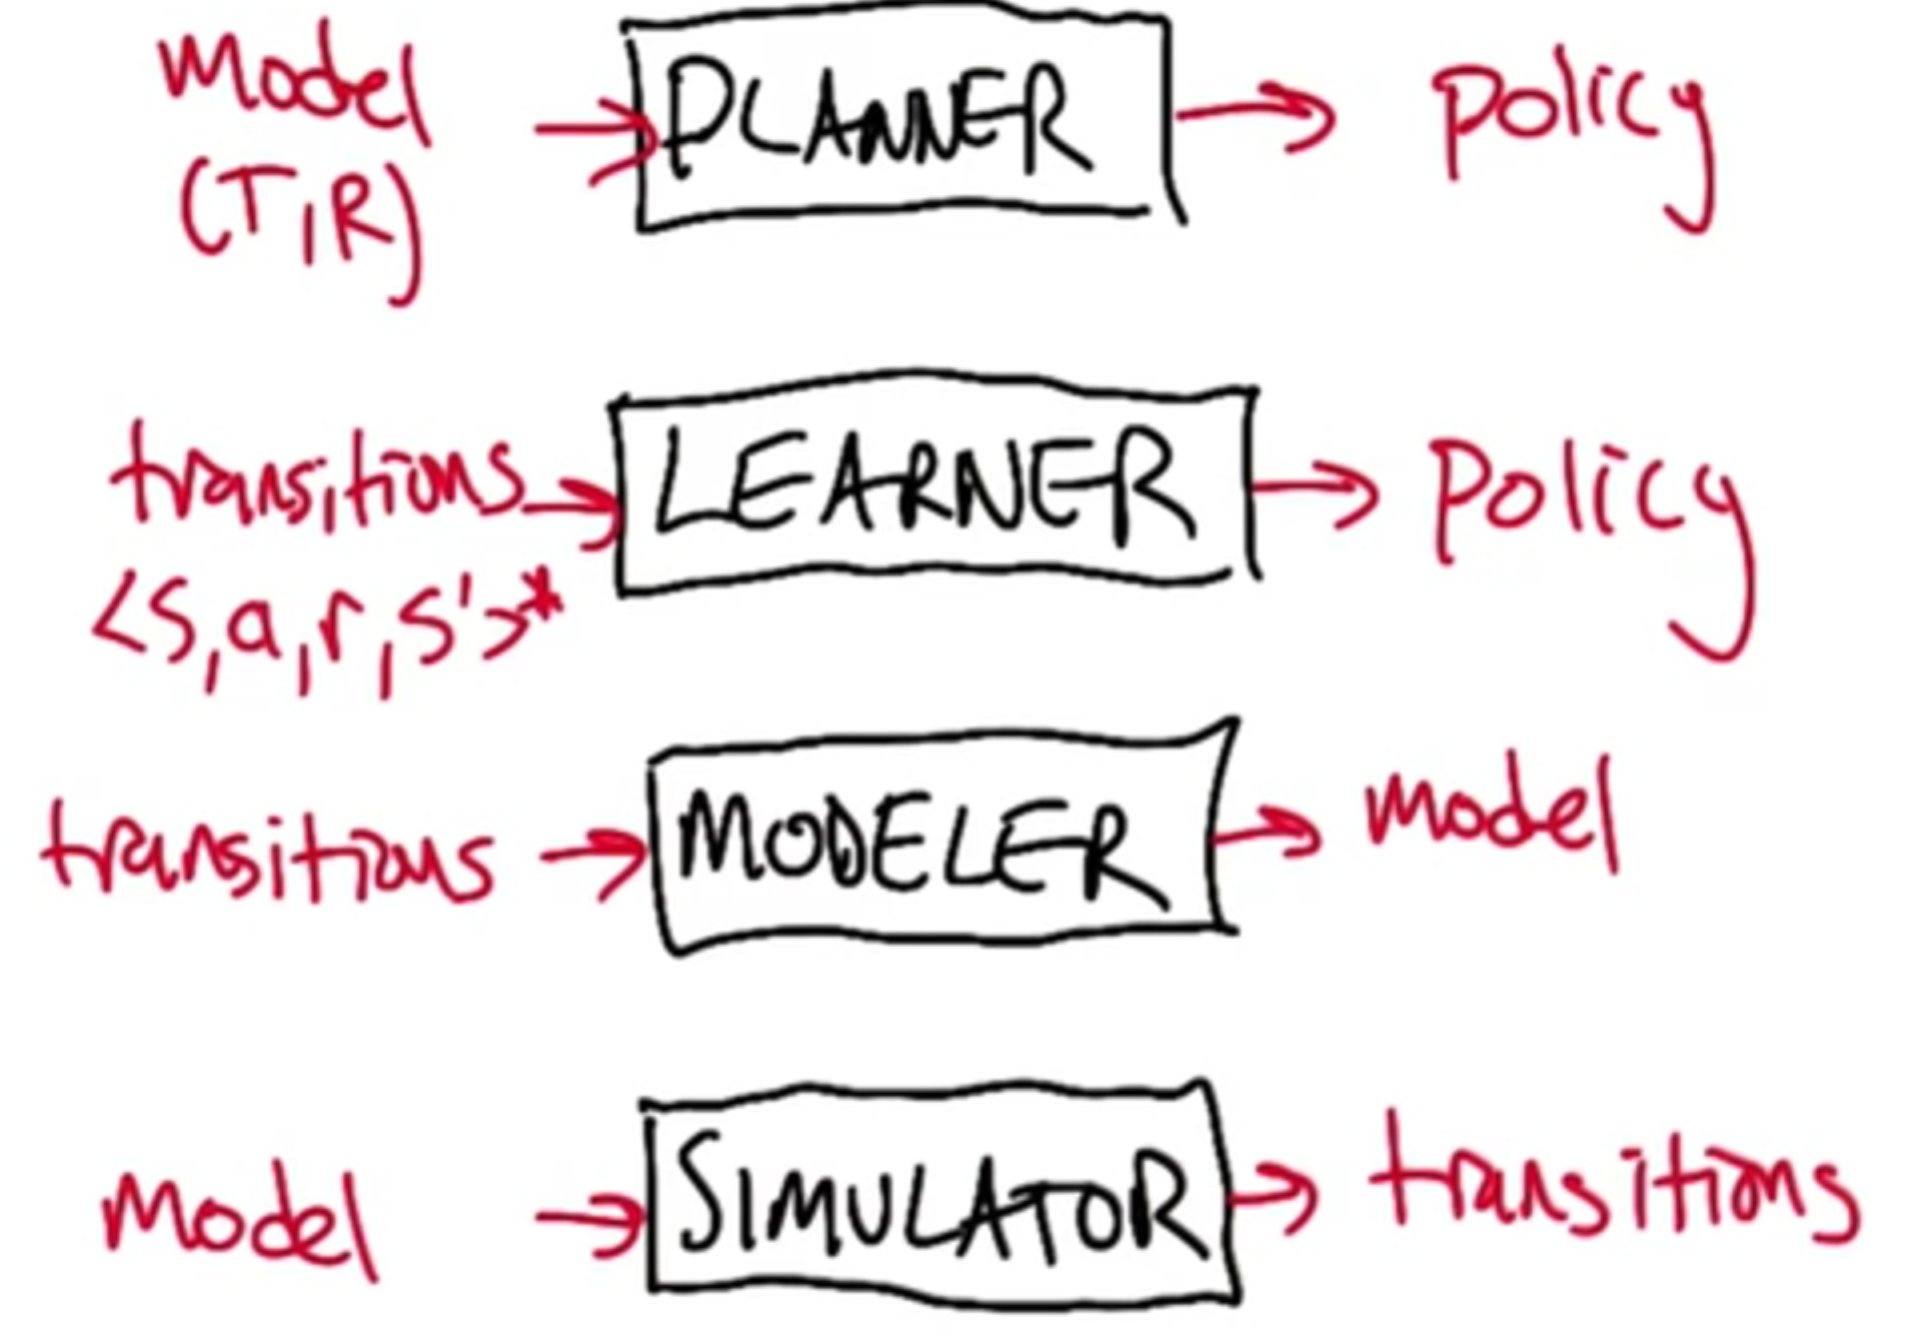 model → PLANNER → policy
(T,R)
transitions → LEARNER → policy
<s,a,r,s'>*
transitions → MODELER → model
model → SIMULATOR → transitions